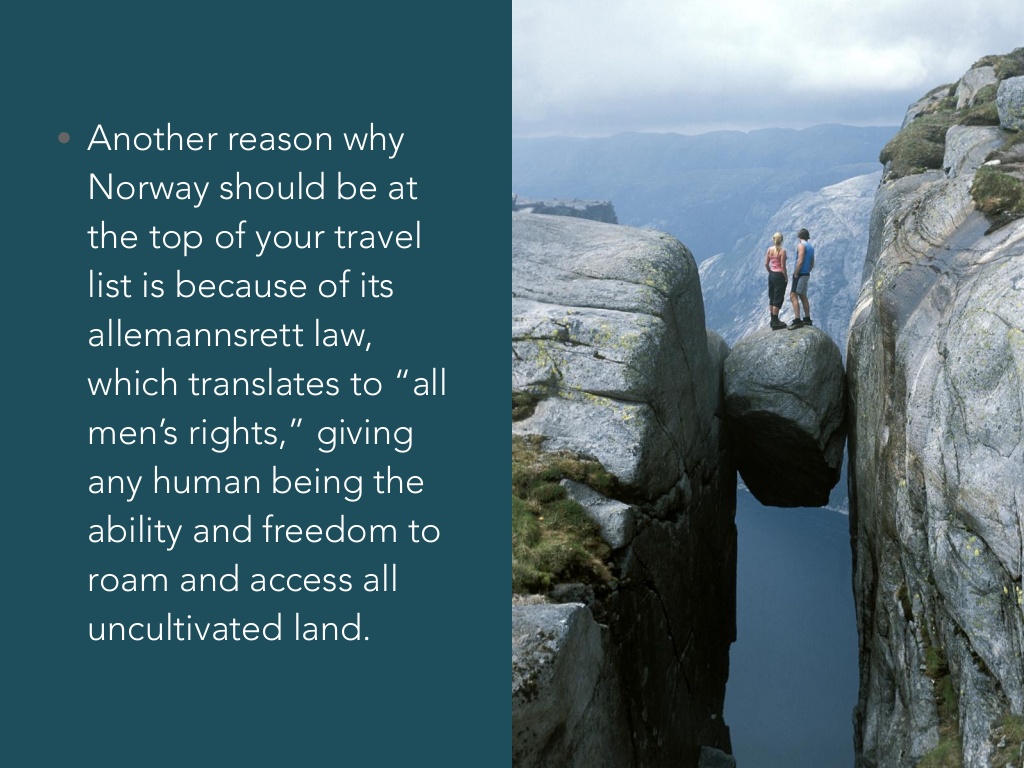 • Another reason why
Norway should be at
the top of your travel
list is because of its
allemannsrett law,
which translates to “all
men’s rights,” giving
any human being the
ability and freedom to
roam and access all
uncultivated land.